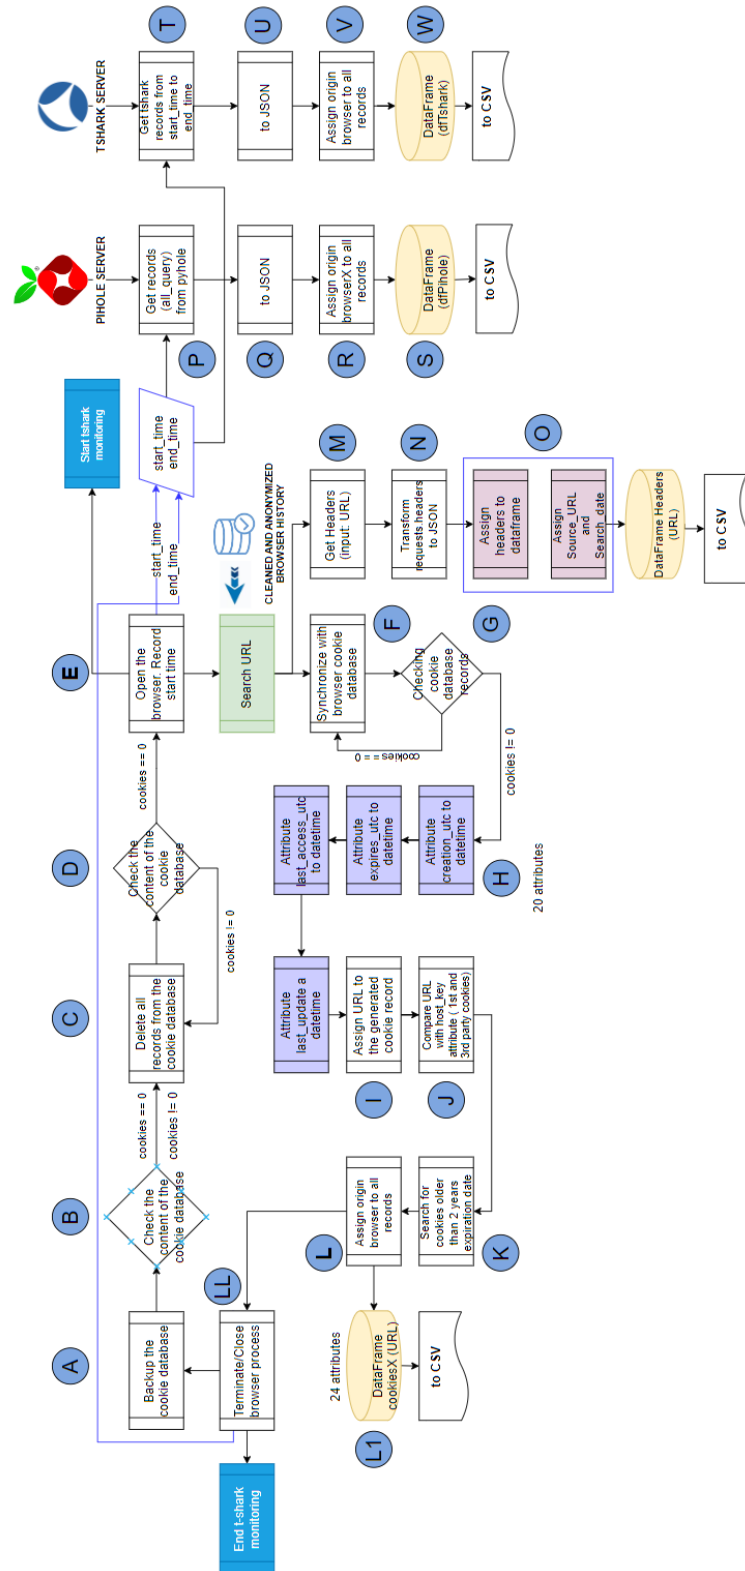 A
Backup the
cookie database
B
Check the
content of the
cookie database
cookies == 0
cookies != 0
C
Delete all
records from the
cookie database
D
Check the
content of the
cookie
database
cookies == 0
cookies != 0
E
Open the
browser. Record
start time
Start tshark
monitoring
start_time
end_time
start_time
end_time
PIHOLE SERVER
Get records
(all_query)
from pyhole
P
to JSON
Q
Assign origin
browserX to all
records
R
DataFrame
(dfPihole)
S
to CSV
TSHARK SERVER
Get tshark
records from
start_time to
end_time
T
to JSON
U
Assign origin
browser to all
records
V
DataFrame
(dfTshark)
W
to CSV
Search URL
CLEANED AND ANONYMIZED
BROWSER HISTORY
Get Headers
(input: URL)
M
Transform
requests headers
to JSON
N
Assign
headers to
dataframe
Assign
Source_URL
and
Search_date
O
DataFrame Headers
(URL)
to CSV
Synchronize with
browser cookie
database
F
Checking
cookie
database
records
G
cookies == 0
cookies != 0
Attribute
creation_utc to
datetime
Attribute
expires_utc to
datetime
Attribute
last_access_utc
to datetime
H
20 attributes
Attribute
last_update a
datetime
Assign URL to
the generated
cookie record
I
Compare URL
with host_key
attribute ( 1st and
3rd party cookies)
J
Search for
cookies older
than 2 years
expiration date
K
Assign origin
browser to all
records
L
LL
Terminate/Close
browser process
End t-shark
monitoring
24 attributes
DataFrame
cookiesX (URL)
L1
to CSV